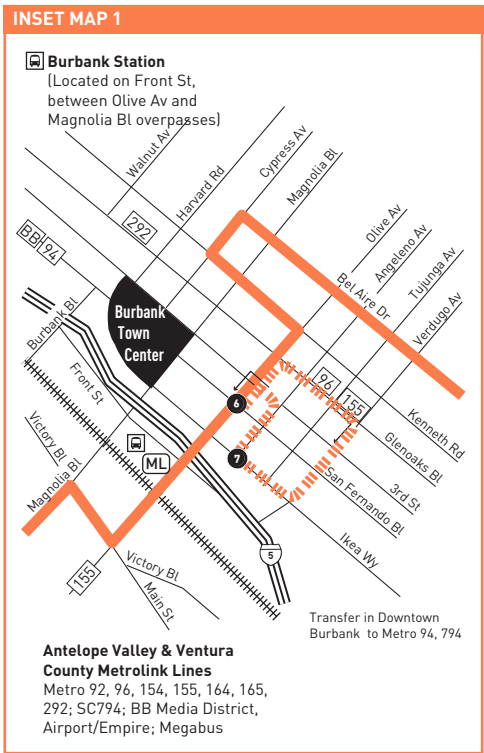 INSET MAP 1
Burbank Station
(Located on Front St,
between Olive Av and
Magnolia Bl overpasses)
Walnut Av
Harvard Rd
Cypress Av
Magnolia Bl
292
BB
94
Olive Av
Angeleno Av
Tujunga Av
Verdugo Av
Bel Aire Dr
Burbank Bl
Burbank
Town
Center
Front St
96
155
6
7
Kenneth Rd
Glenoaks Bl
3rd St
San Fernando Bl
Ikea Wy
Victory Bl
ML
Magnolia Bl
5
155
Victory Bl
Main St
Transfer in Downtown
Burbank to Metro 94, 794
Antelope Valley & Ventura
County Metrolink Lines
Metro 92, 96, 154, 155, 164, 165,
292; SC794; BB Media District,
Airport/Empire; Megabus